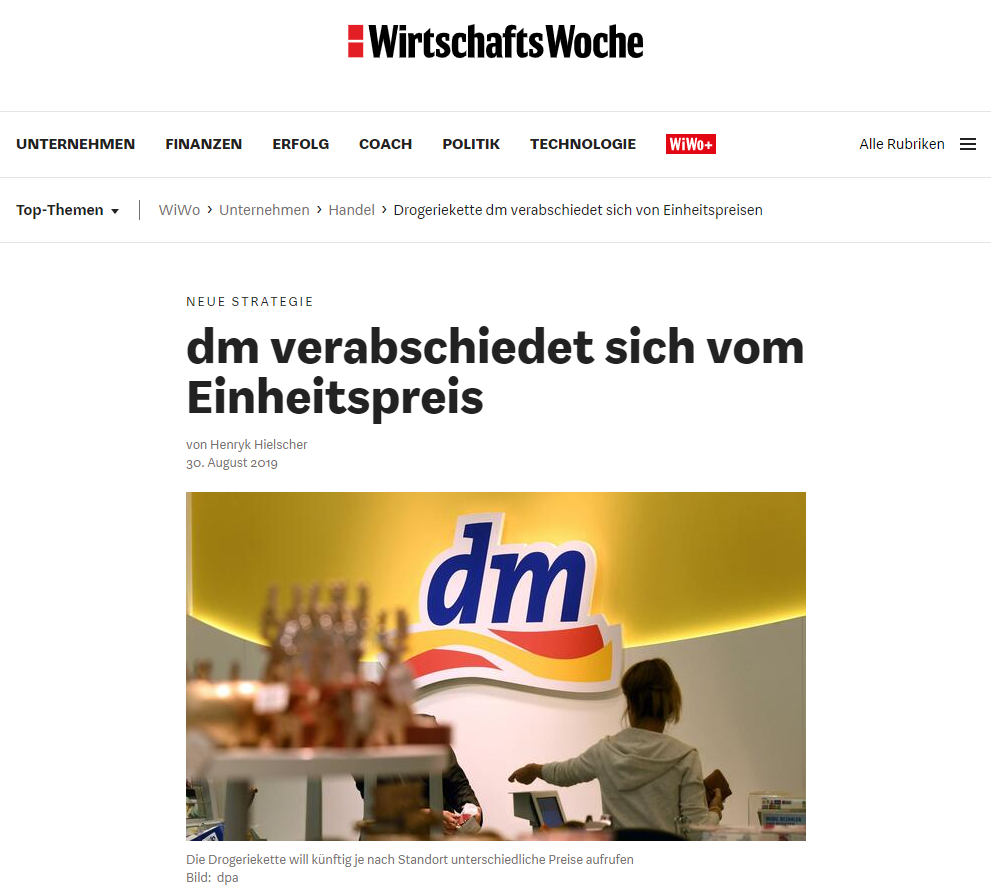 WirtschaftsWoche
UNTERNEHMEN FINANZEN ERFOLG COACH POLITIK TECHNOLOGIE WiWo+ Alle Rubriken
Top-Themen WiWo › Unternehmen › Handel › Drogeriekette dm verabschiedet sich von Einheitspreisen
NEUE STRATEGIE
dm verabschiedet sich vom
Einheitspreis
von Henryk Hielscher
30. August 2019
dm
Die Drogeriekette will künftig je nach Standort unterschiedliche Preise aufrufen
Bild: dpa